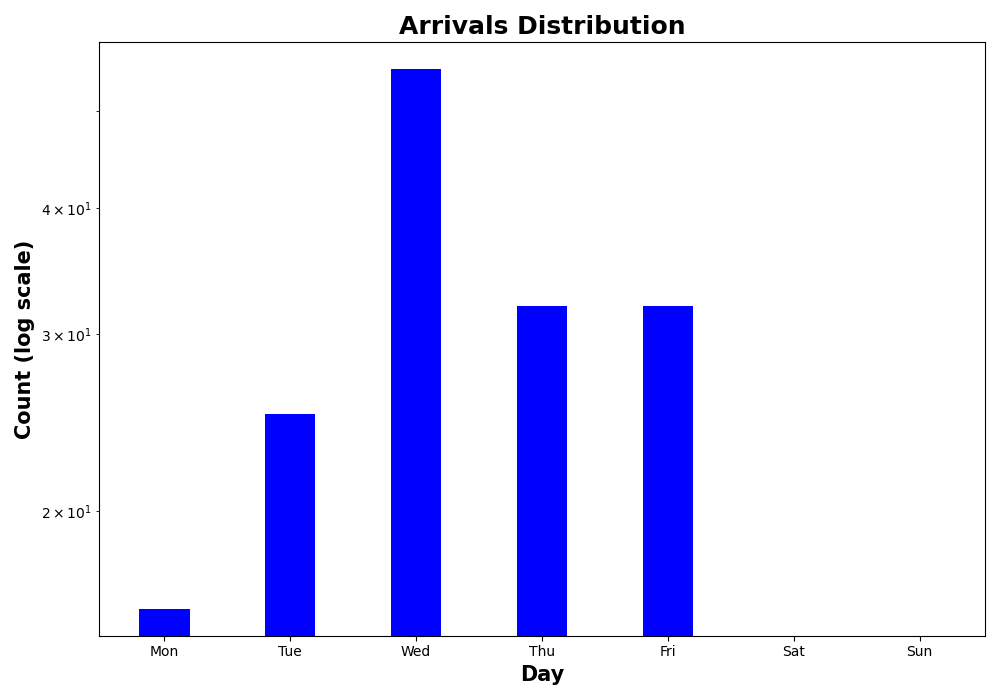 Arrivals Distribution
Count (log scale)
4 × 10¹
3 × 10¹
2 × 10¹
Mon Tue Wed Thu Fri Sat Sun
Day